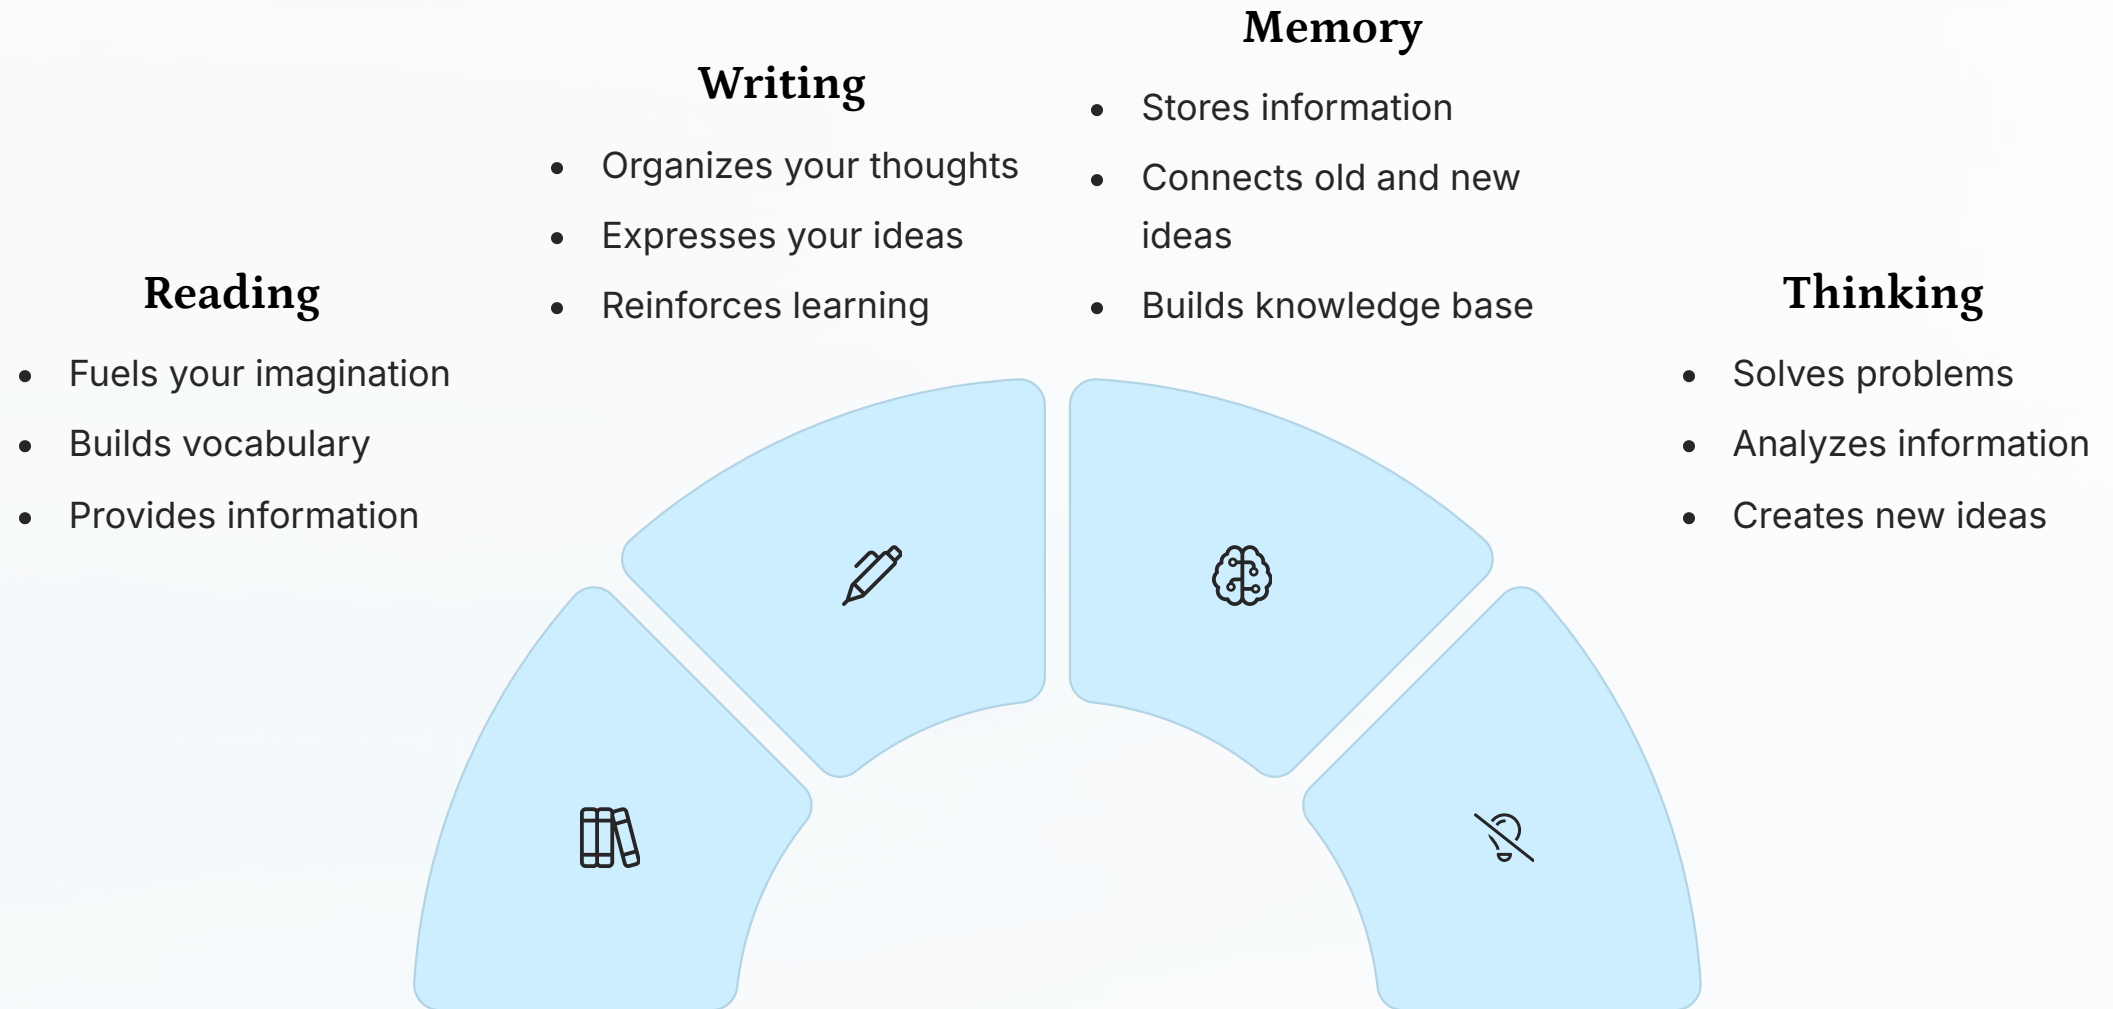 Reading
• Fuels your imagination
• Builds vocabulary
• Provides information
Writing
• Organizes your thoughts
• Expresses your ideas
• Reinforces learning
Memory
• Stores information
• Connects old and new
ideas
• Builds knowledge base
Thinking
• Solves problems
• Analyzes information
• Creates new ideas